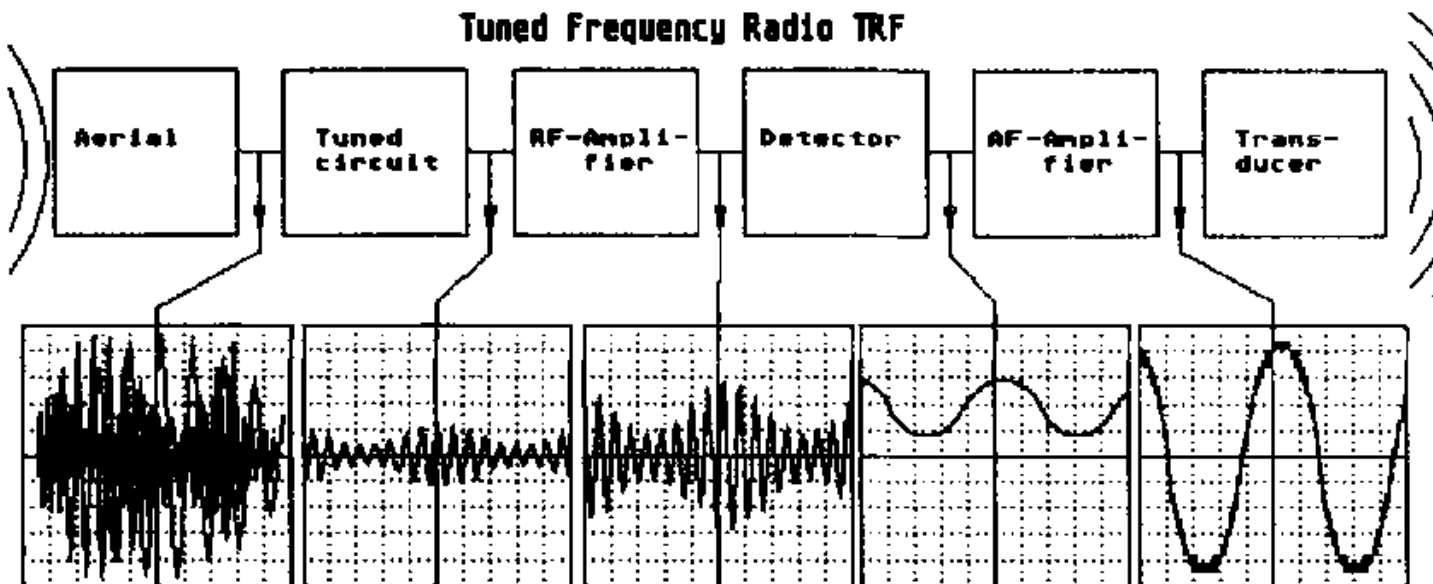 Tuned Frequency Radio TRF
Aerial
Tuned
circuit
RF-Ampli-
fier
Detector
AF-Ampli-
fier
Trans-
ducer